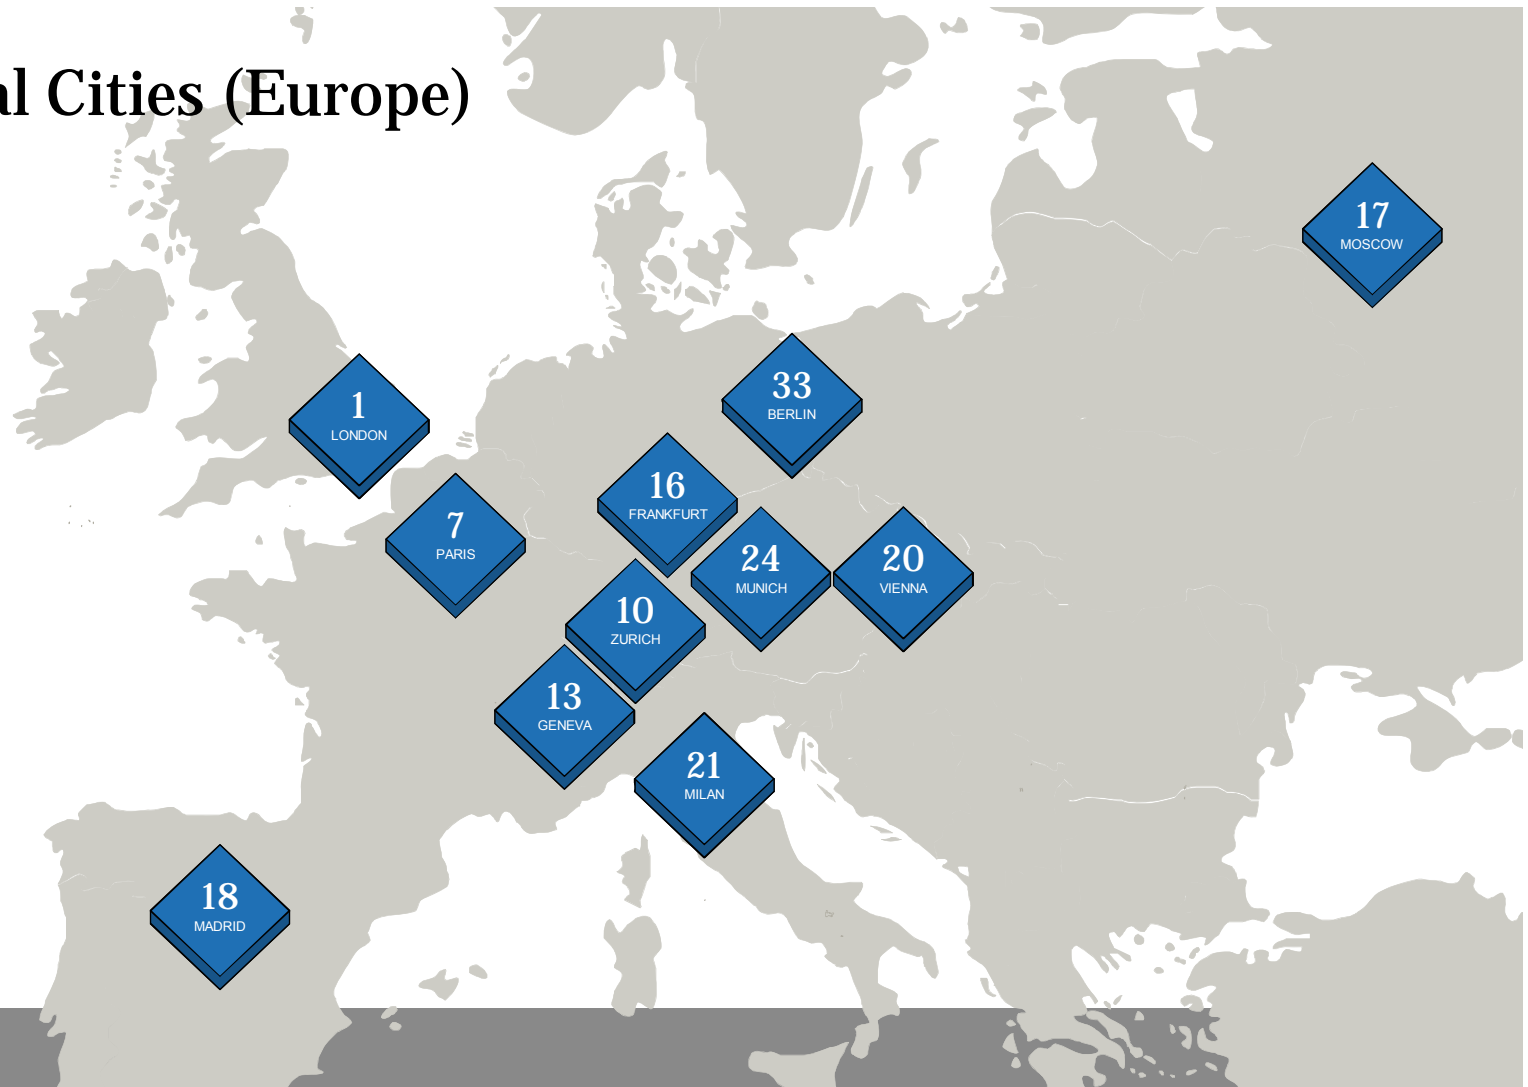 al Cities (Europe)
17
MOSCOW
33
BERLIN
1
LONDON
16
FRANKFURT
7
PARIS
24
MUNICH
20
VIENNA
10
ZURICH
13
GENEVA
21
MILAN
18
MADRID